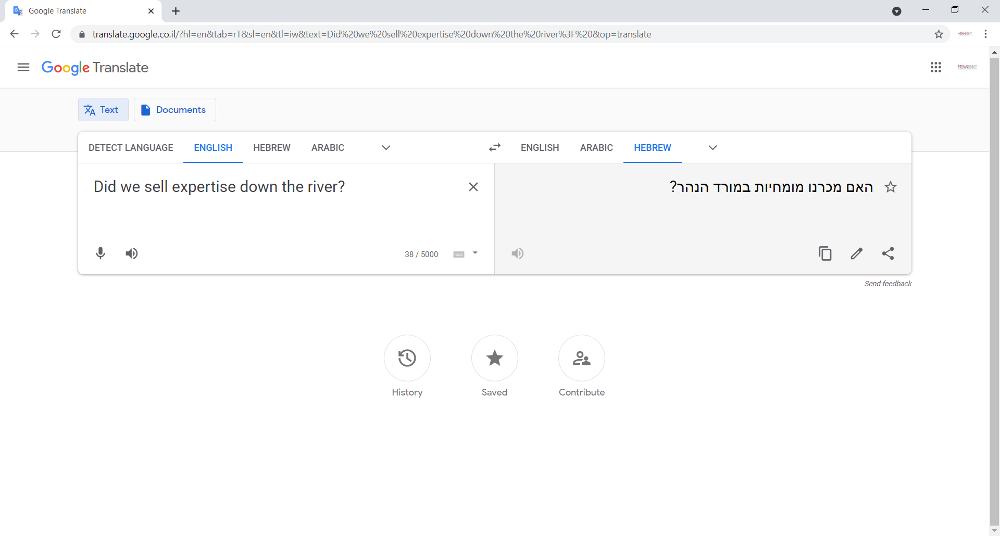 Google Translate
translate.google.co.il/?hl=en&tab=rT&sl=en&tl=iw&text=Did%20we%20sell%20expertise%20down%20the%20river%3F%20&op=translate
Google Translate
Text
Documents
DETECT LANGUAGE ENGLISH HEBREW ARABIC
ENGLISH ARABIC HEBREW
Did we sell expertise down the river?
האם מכרנו מומחיות במורד הנהר?
38 / 5000
Send feedback
History Saved Contribute